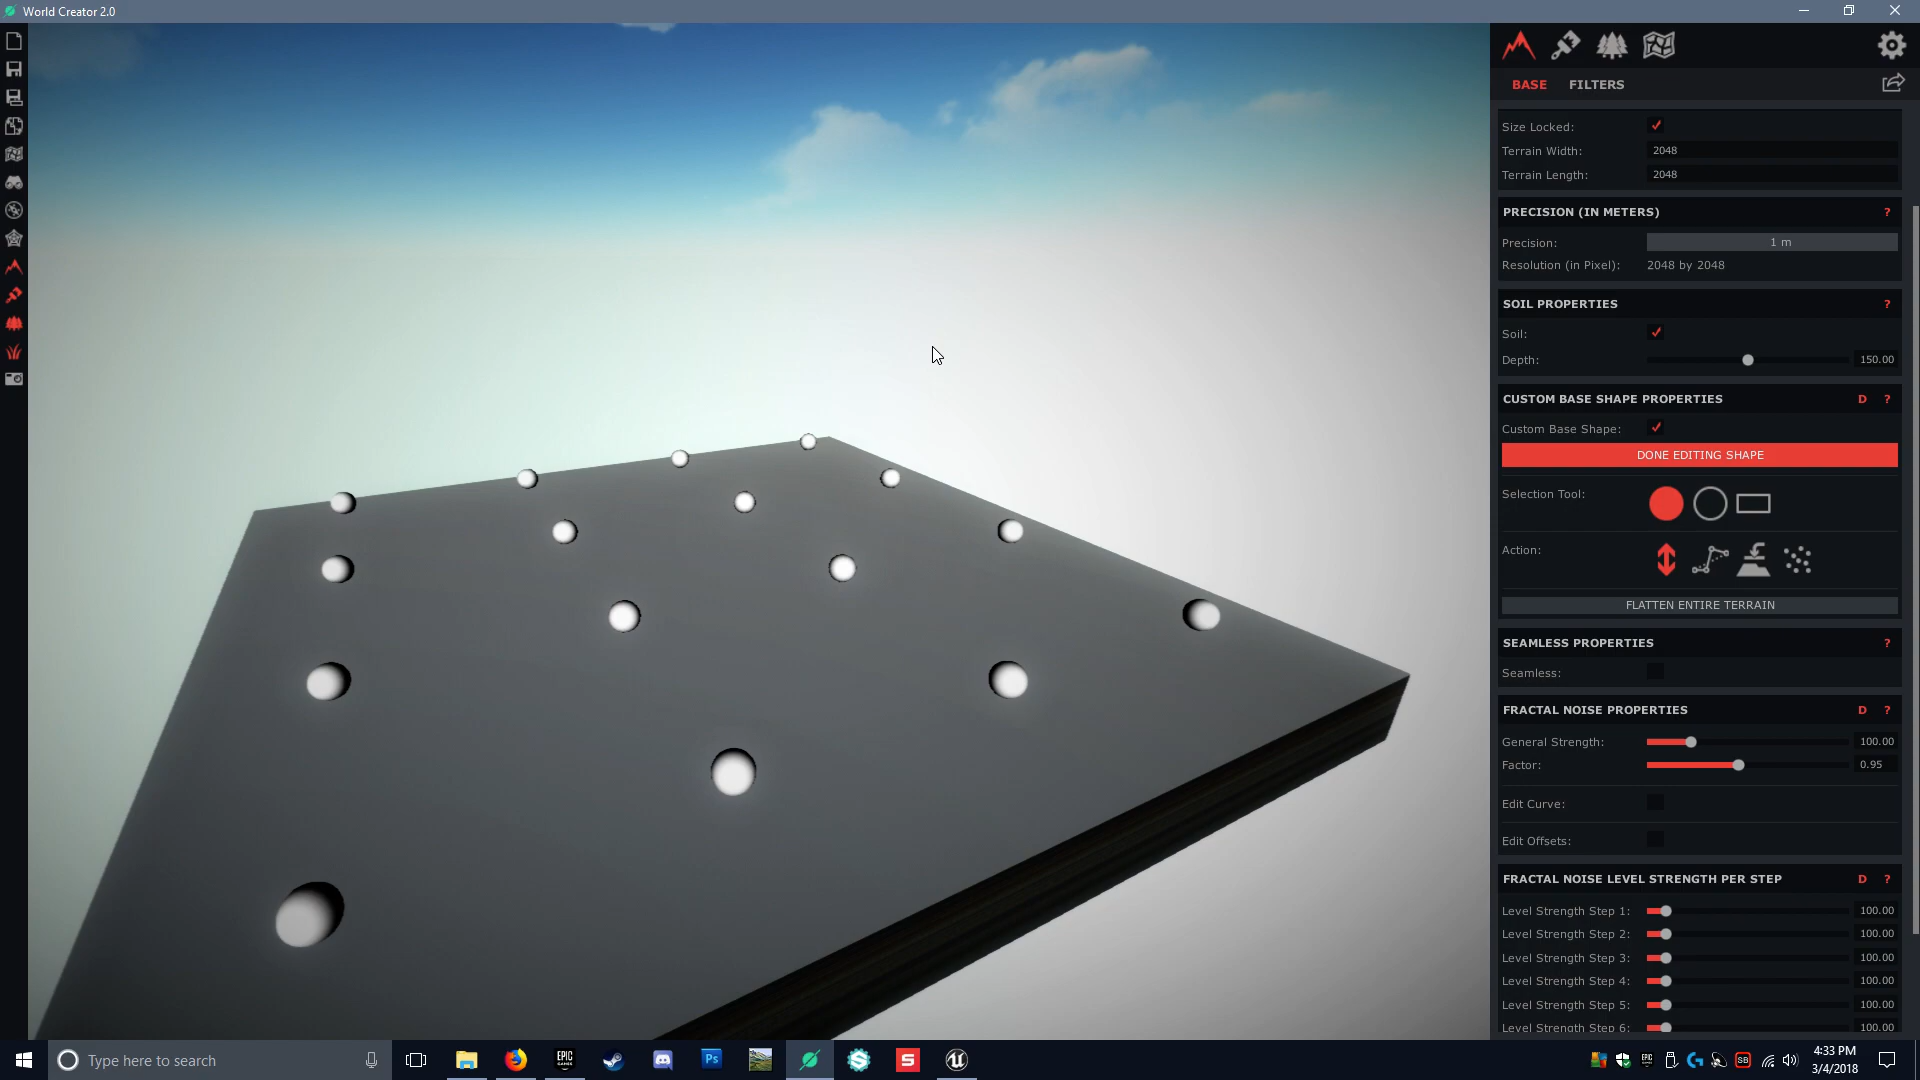 World Creator 2.0
BASE FILTERS
Size Locked:
Terrain Width: 2048
Terrain Length: 2048
PRECISION (IN METERS) ?
Precision: 1 m
Resolution (in Pixel): 2048 by 2048
SOIL PROPERTIES ?
Soil:
Depth: 150.00
CUSTOM BASE SHAPE PROPERTIES D ?
Custom Base Shape:
DONE EDITING SHAPE
Selection Tool:
Action:
FLATTEN ENTIRE TERRAIN
SEAMLESS PROPERTIES ?
Seamless:
FRACTAL NOISE PROPERTIES D ?
General Strength: 100.00
Factor: 0.95
Edit Curve:
Edit Offsets:
FRACTAL NOISE LEVEL STRENGTH PER STEP D ?
Level Strength Step 1: 100.00
Level Strength Step 2: 100.00
Level Strength Step 3: 100.00
Level Strength Step 4: 100.00
Level Strength Step 5: 100.00
Level Strength Step 6: 100.00
Type here to search
EPIC
GAMES
Ps
S
SB
4:33 PM
3/4/2018